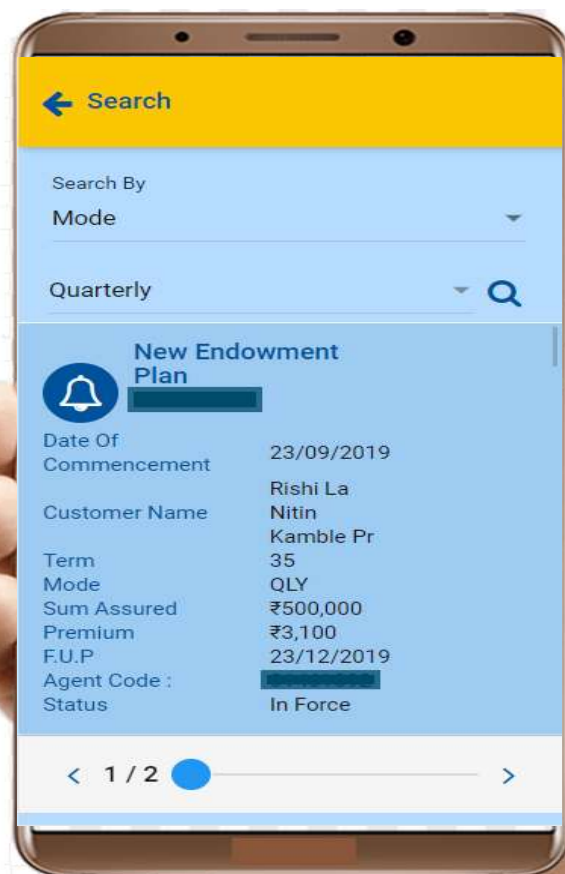 Search
Search By
Mode
Quarterly
New Endowment
Plan
Date Of
Commencement
23/09/2019
Customer Name
Rishi La
Nitin
Kamble Pr
Term 35
Mode QLY
Sum Assured ₹500,000
Premium ₹3,100
F.U.P 23/12/2019
Agent Code :
Status In Force
< 1 / 2 >